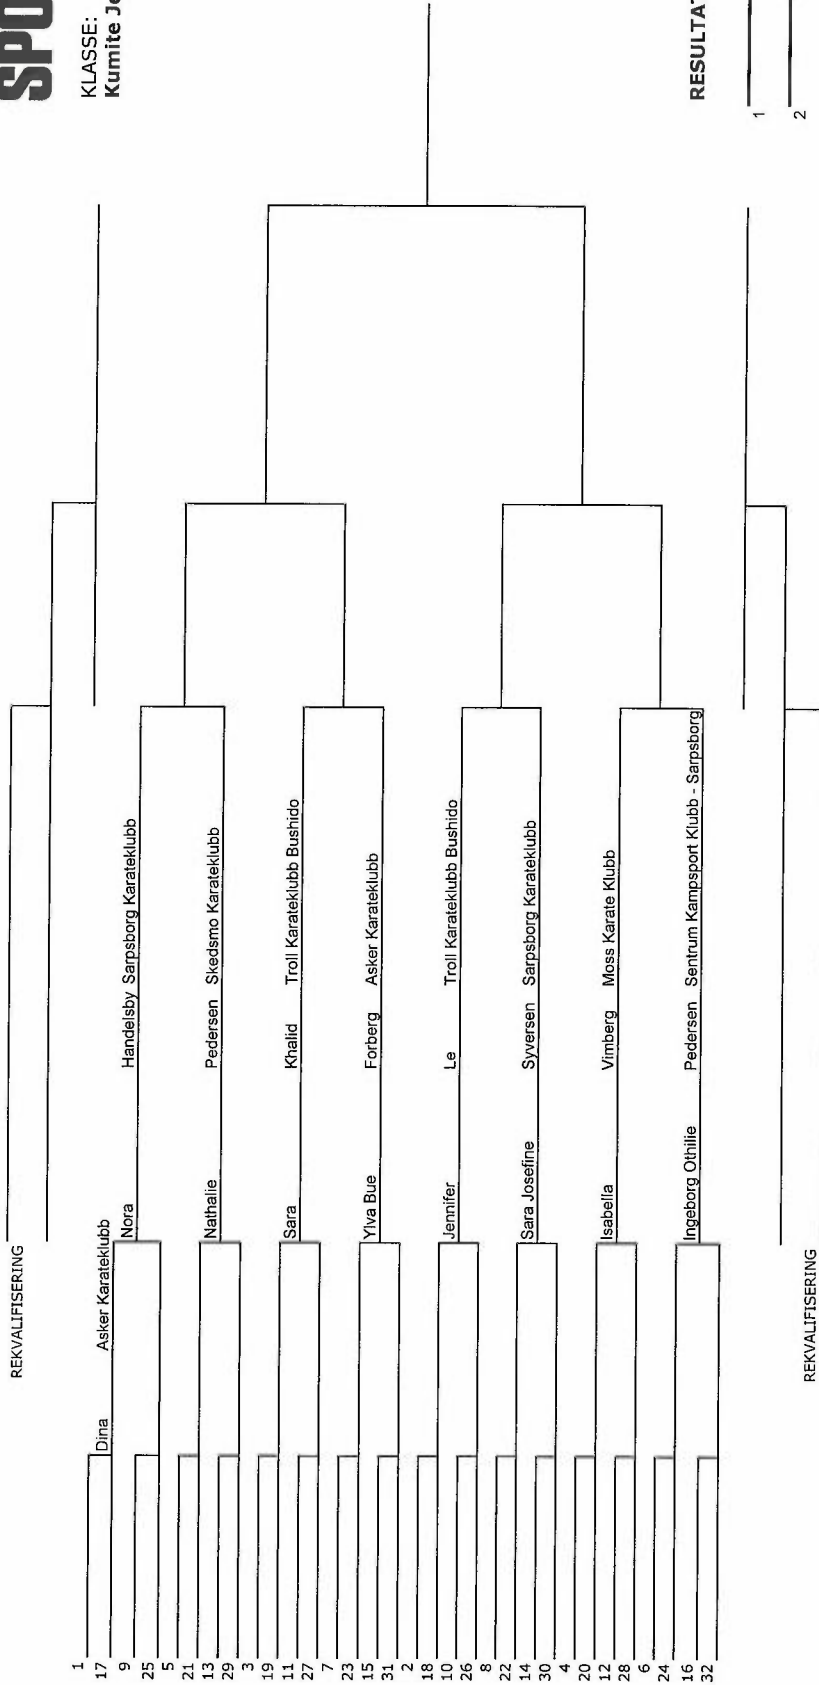 SPO
KLASSE:
Kumite Je
REKVALIFISERING
1
17
9
25
5
21
13
29
3
19
11
27
7
23
15
31
2
18
10
26
8
22
14
30
4
20
12
28
6
24
16
32
Dina Asker Karateklubb
Nora Handelsby Sarpsborg Karateklubb
Nathalie Pedersen Skedsmo Karateklubb
Sara Khalid Troll Karateklubb Bushido
Ylva Bue Forberg Asker Karateklubb
Jennifer Le Troll Karateklubb Bushido
Sara Josefine Syversen Sarpsborg Karateklubb
Isabella Vimberg Moss Karate Klubb
Ingeborg Othilie Pedersen Sentrum Kampsport Klubb - Sarpsborg
REKVALIFISERING
RESULTAT
1
2